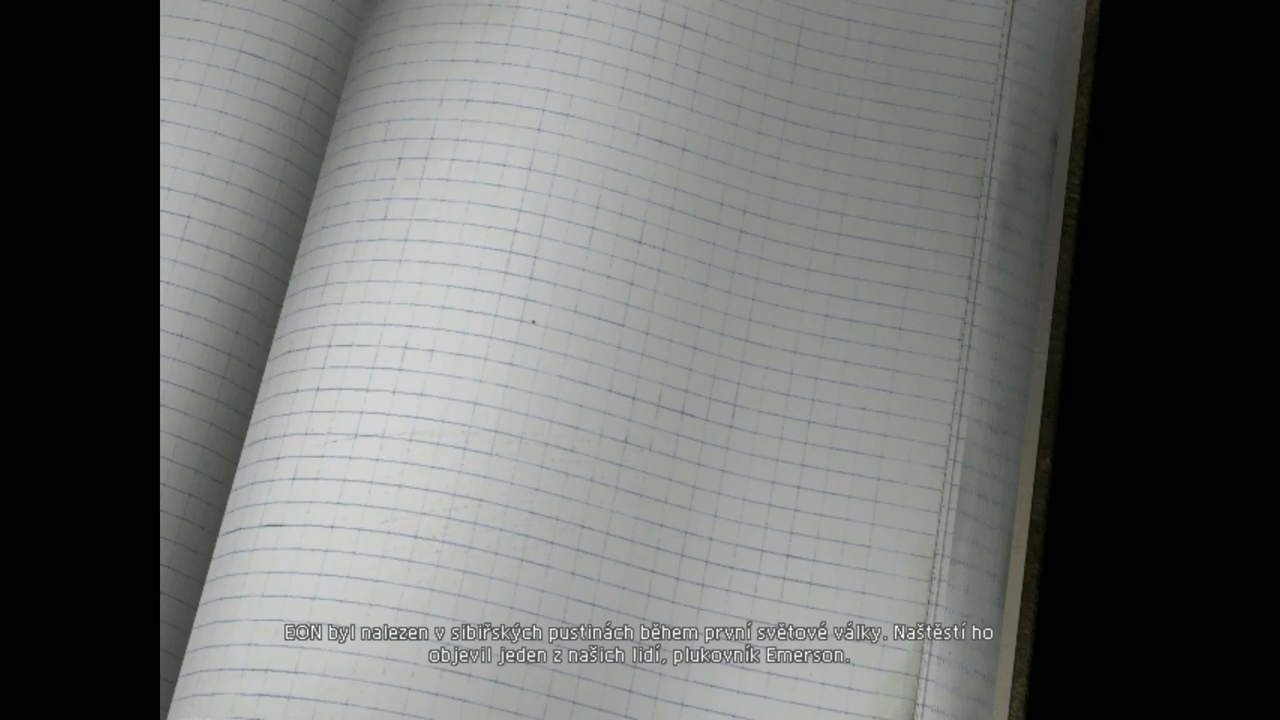 EON byl nalezen v sibiřských pustinách během první světové války. Naštěstí ho
objevil jeden z našich lidí, plukovník Emerson.